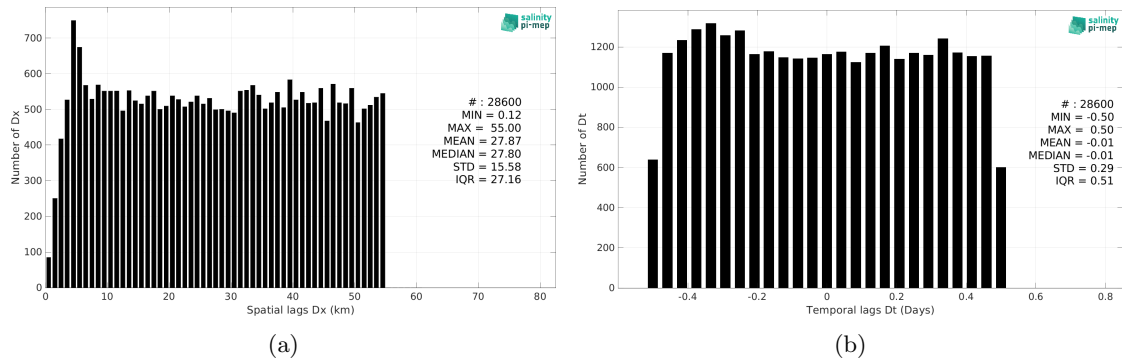 salinity
pi-mep
700
600
500
400
300
200
100
0
Number of Dx
# : 28600
MIN = 0.12
MAX = 55.00
MEAN = 27.87
MEDIAN = 27.80
STD = 15.58
IQR = 27.16
0 10 20 30 40 50 60 70 80
Spatial lags Dx (km)
(a)
salinity
pi-mep
1200
1000
800
600
400
200
0
Number of Dt
# : 28600
MIN = -0.50
MAX = 0.50
MEAN = -0.01
MEDIAN = -0.01
STD = 0.29
IQR = 0.51
-0.4 -0.2 0 0.2 0.4 0.6 0.8
Temporal lags Dt (Days)
(b)